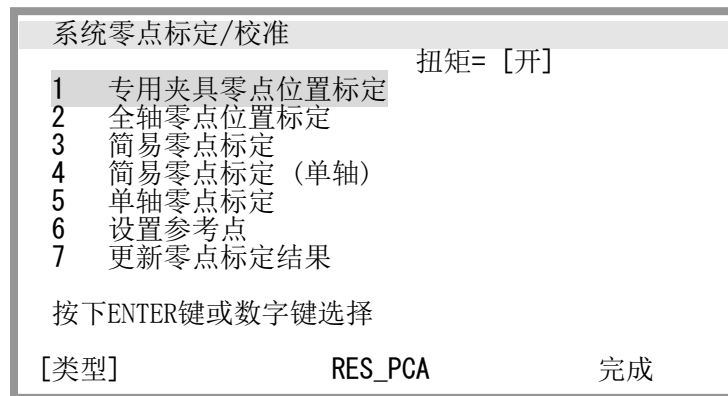 系统零点标定/校准
扭矩= [开]
1 专用夹具零点位置标定
2 全轴零点位置标定
3 简易零点标定
4 简易零点标定 (单轴)
5 单轴零点标定
6 设置参考点
7 更新零点标定结果
按下ENTER键或数字键选择
[类型] RES_PCA 完成